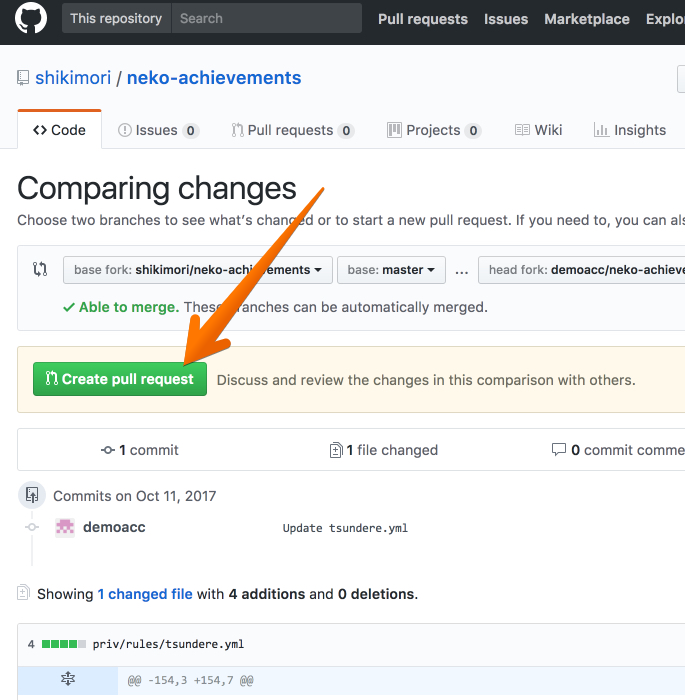 This repository Search Pull requests Issues Marketplace Explo
shikimori / neko-achievements
Code Issues 0 Pull requests 0 Projects 0 Wiki Insights
Comparing changes
Choose two branches to see what's changed or to start a new pull request. If you need to, you can als
base fork: shikimori/neko-achievements base: master ... head fork: demoacc/neko-achieve
Able to merge. These branches can be automatically merged.
Create pull request Discuss and review the changes in this comparison with others.
1 commit 1 file changed 0 commit comme
Commits on Oct 11, 2017
demoacc Update tsundere.yml
Showing 1 changed file with 4 additions and 0 deletions.
4 priv/rules/tsundere.yml
@@ -154,3 +154,7 @@